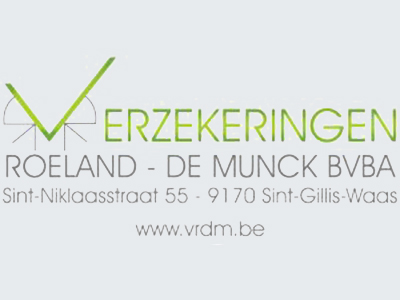 VERZEKERINGEN
ROELAND - DE MUNCK BVBA
Sint-Niklaasstraat 55 - 9170 Sint-Gillis-Waas
www.vrdm.be